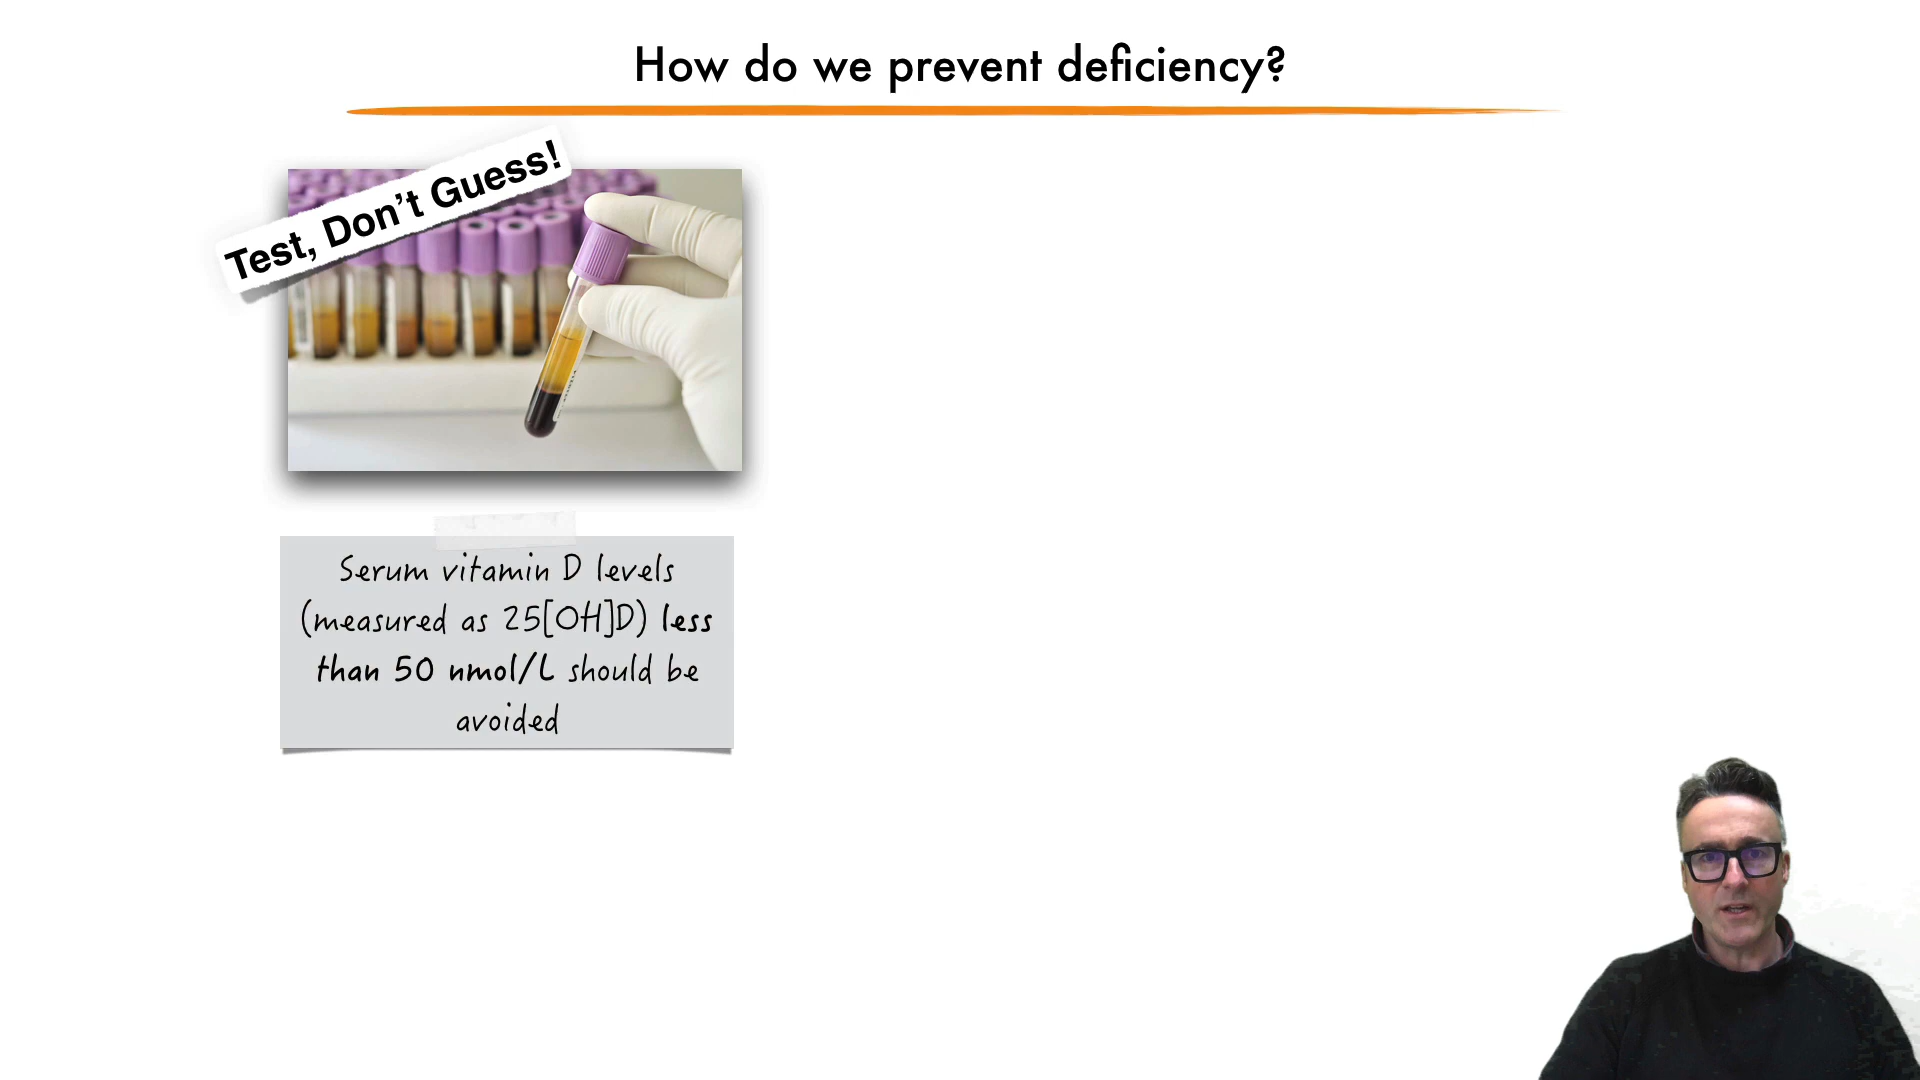 How do we prevent deficiency?
Test, Don't Guess!
Serum vitamin D levels
(measured as 25[OH]D) less
than 50 nmol/L should be
avoided